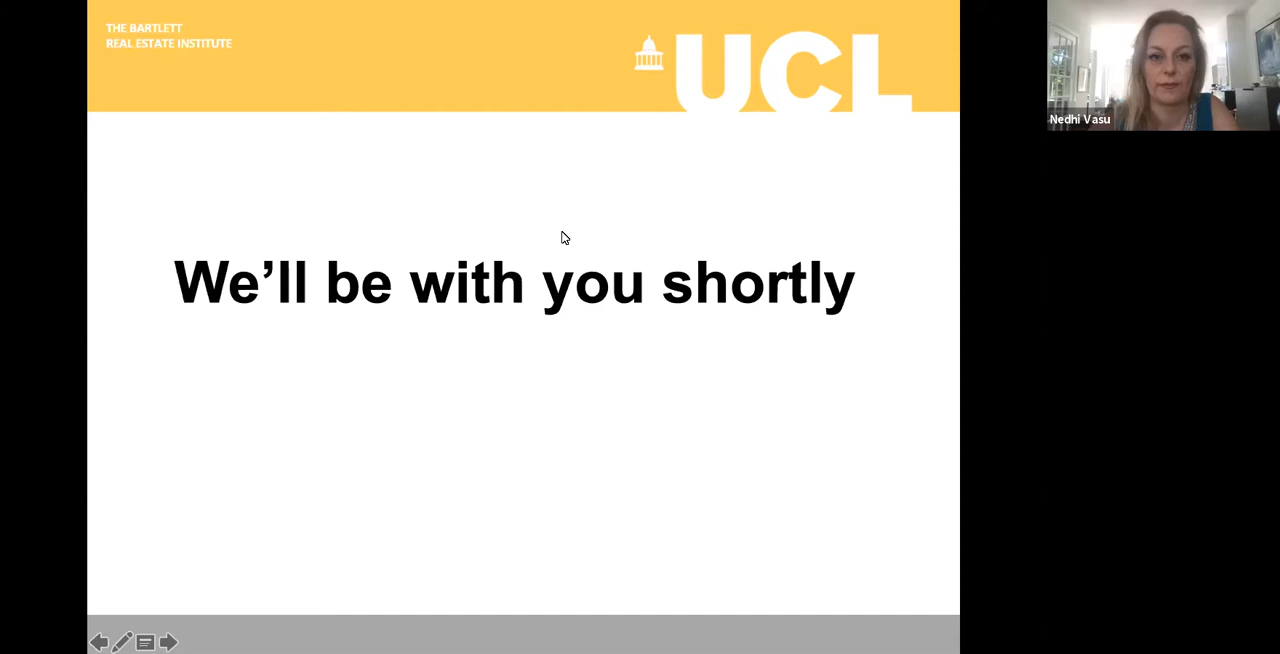 THE BARTLETT
REAL ESTATE INSTITUTE
UCL
Nedhi Vasu
We’ll be with you shortly